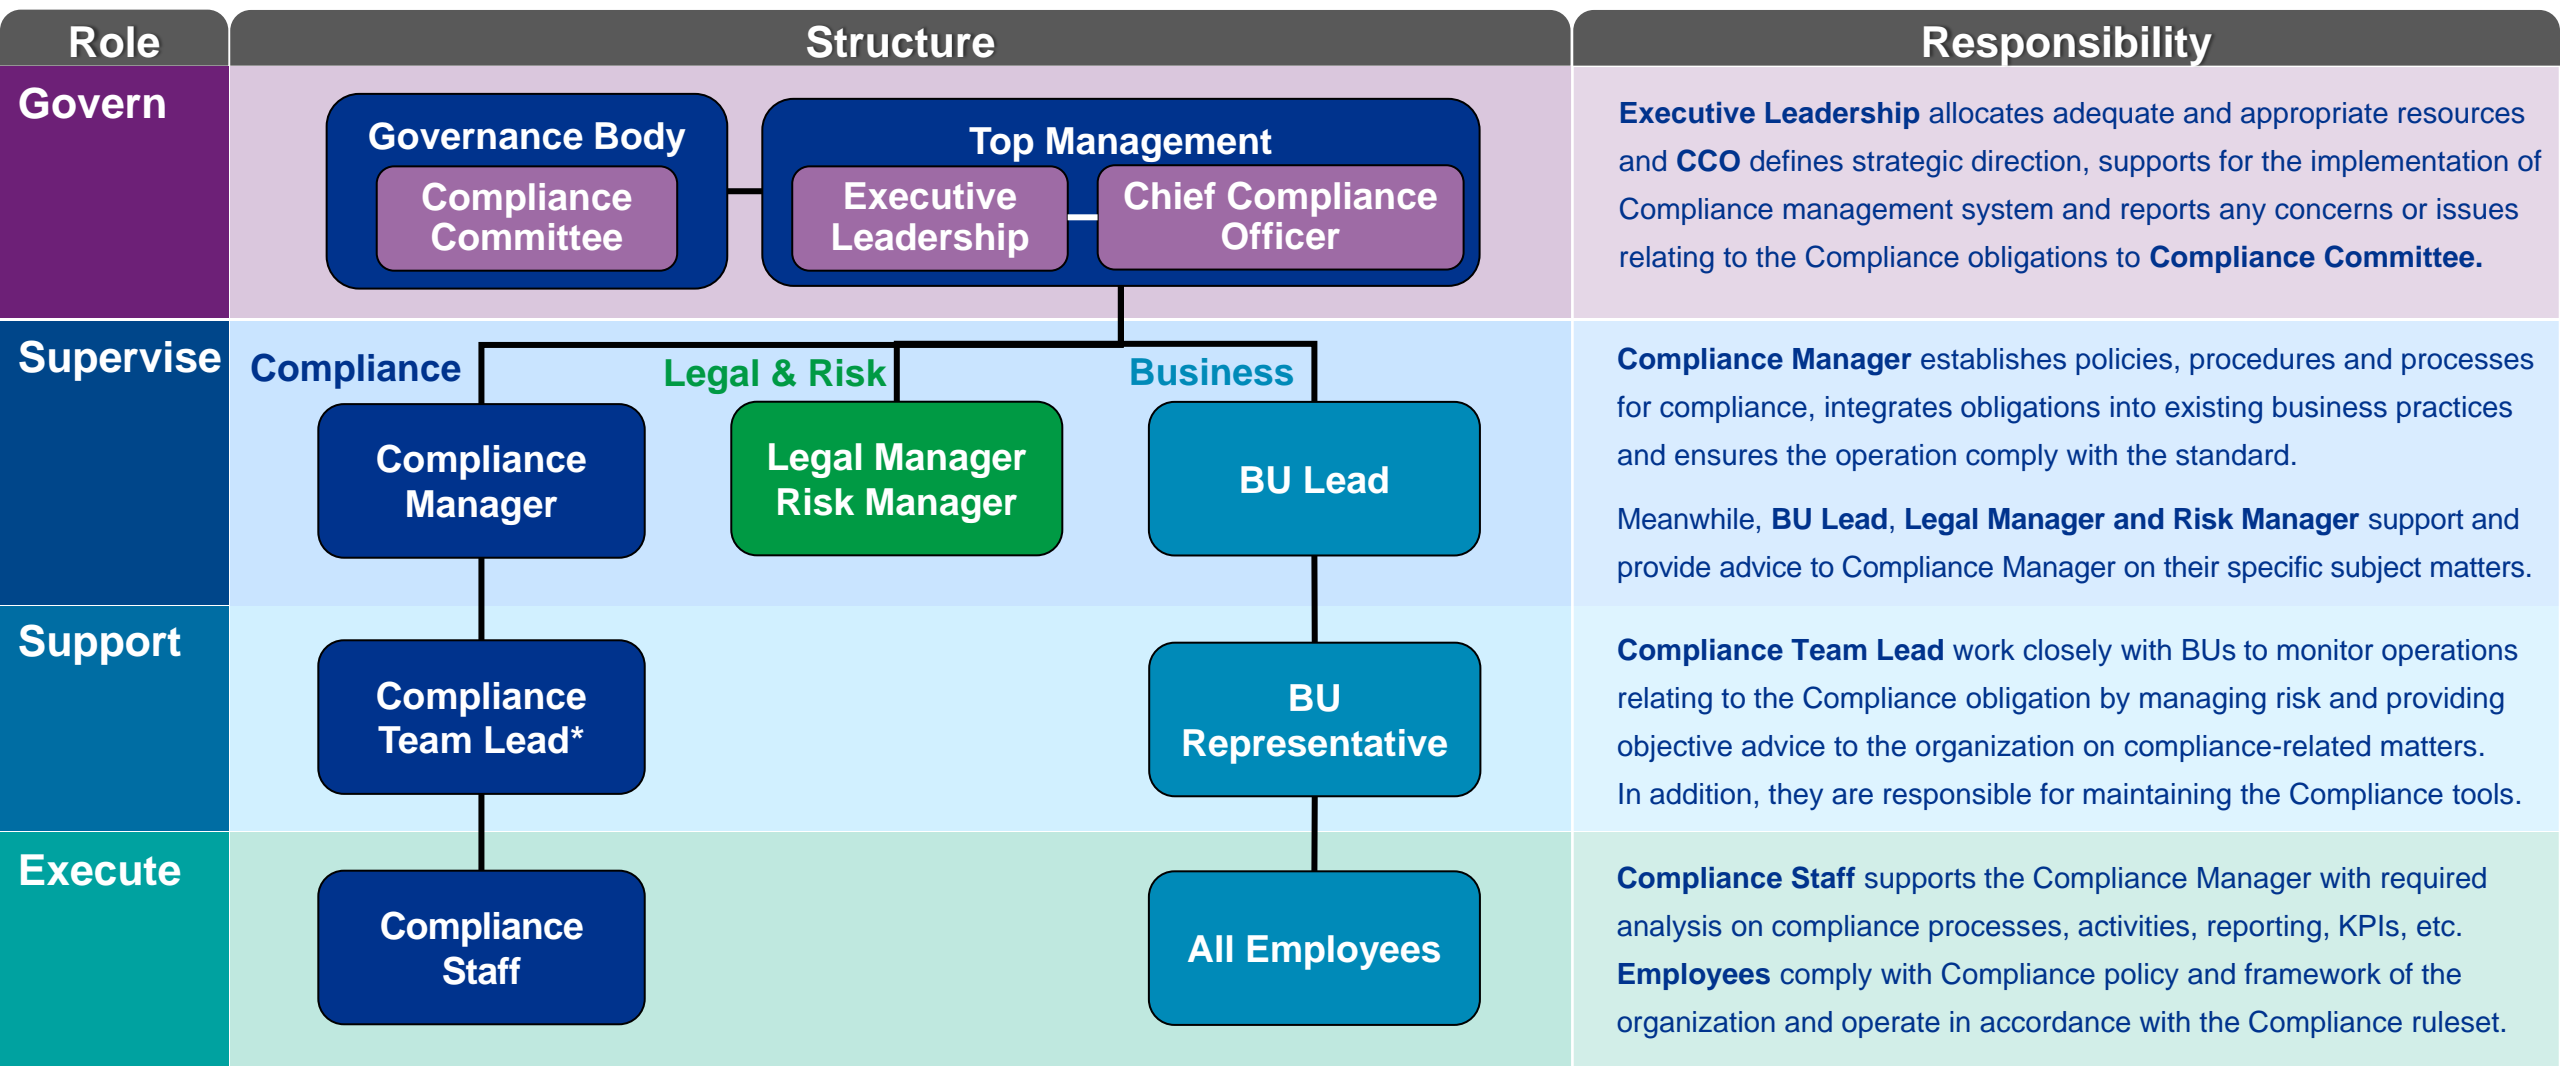 Role
Structure
Responsibility
Govern
Governance Body
Compliance
Committee
Top Management
Executive
Leadership
Chief Compliance
Officer
Executive Leadership allocates adequate and appropriate resources
and CCO defines strategic direction, supports for the implementation of
Compliance management system and reports any concerns or issues
relating to the Compliance obligations to Compliance Committee.
Supervise
Compliance
Legal & Risk
Business
Compliance
Manager
Legal Manager
Risk Manager
BU Lead
Compliance Manager establishes policies, procedures and processes
for compliance, integrates obligations into existing business practices
and ensures the operation comply with the standard.
Meanwhile, BU Lead, Legal Manager and Risk Manager support and
provide advice to Compliance Manager on their specific subject matters.
Support
Compliance
Team Lead*
BU
Representative
Compliance Team Lead work closely with BUs to monitor operations
relating to the Compliance obligation by managing risk and providing
objective advice to the organization on compliance-related matters.
In addition, they are responsible for maintaining the Compliance tools.
Execute
Compliance
Staff
All Employees
Compliance Staff supports the Compliance Manager with required
analysis on compliance processes, activities, reporting, KPIs, etc.
Employees comply with Compliance policy and framework of the
organization and operate in accordance with the Compliance ruleset.